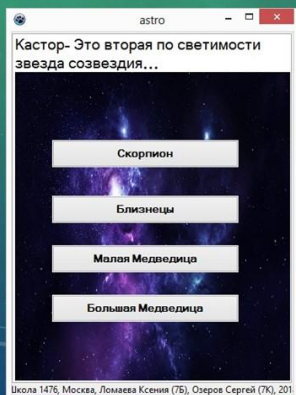 astro
Кастор- Это вторая по светимости
звезда созвездия...
Скорпион
Близнецы
Малая Медведица
Большая Медведица
Школа 1476, Москва, Ломаева Ксения (7Б), Озеров Сергей (7К), 201